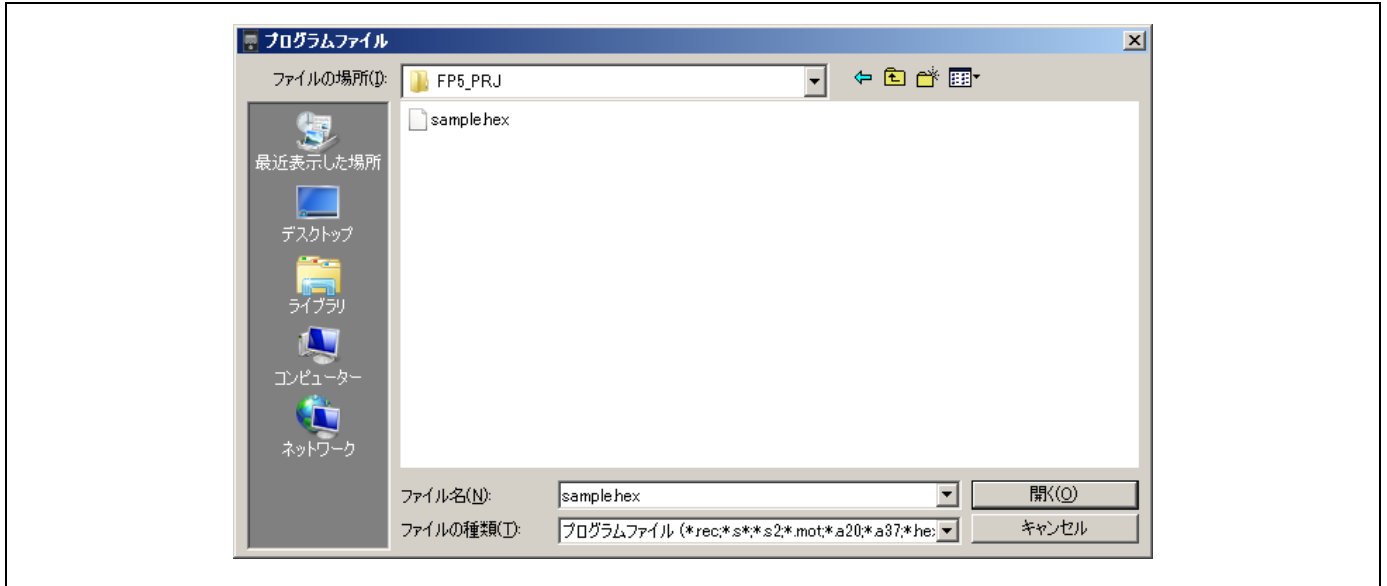 プログラムファイル
ファイルの場所(I):
FP5_PRJ
sample.hex
最近表示した場所
デスクトップ
ライブラリ
コンピューター
ネットワーク
ファイル名(N):
sample.hex
開く(O)
ファイルの種類(T):
プログラムファイル (*.rec;*.s*;*.s2;*.mot;*.a20;*.a37;*.he
キャンセル